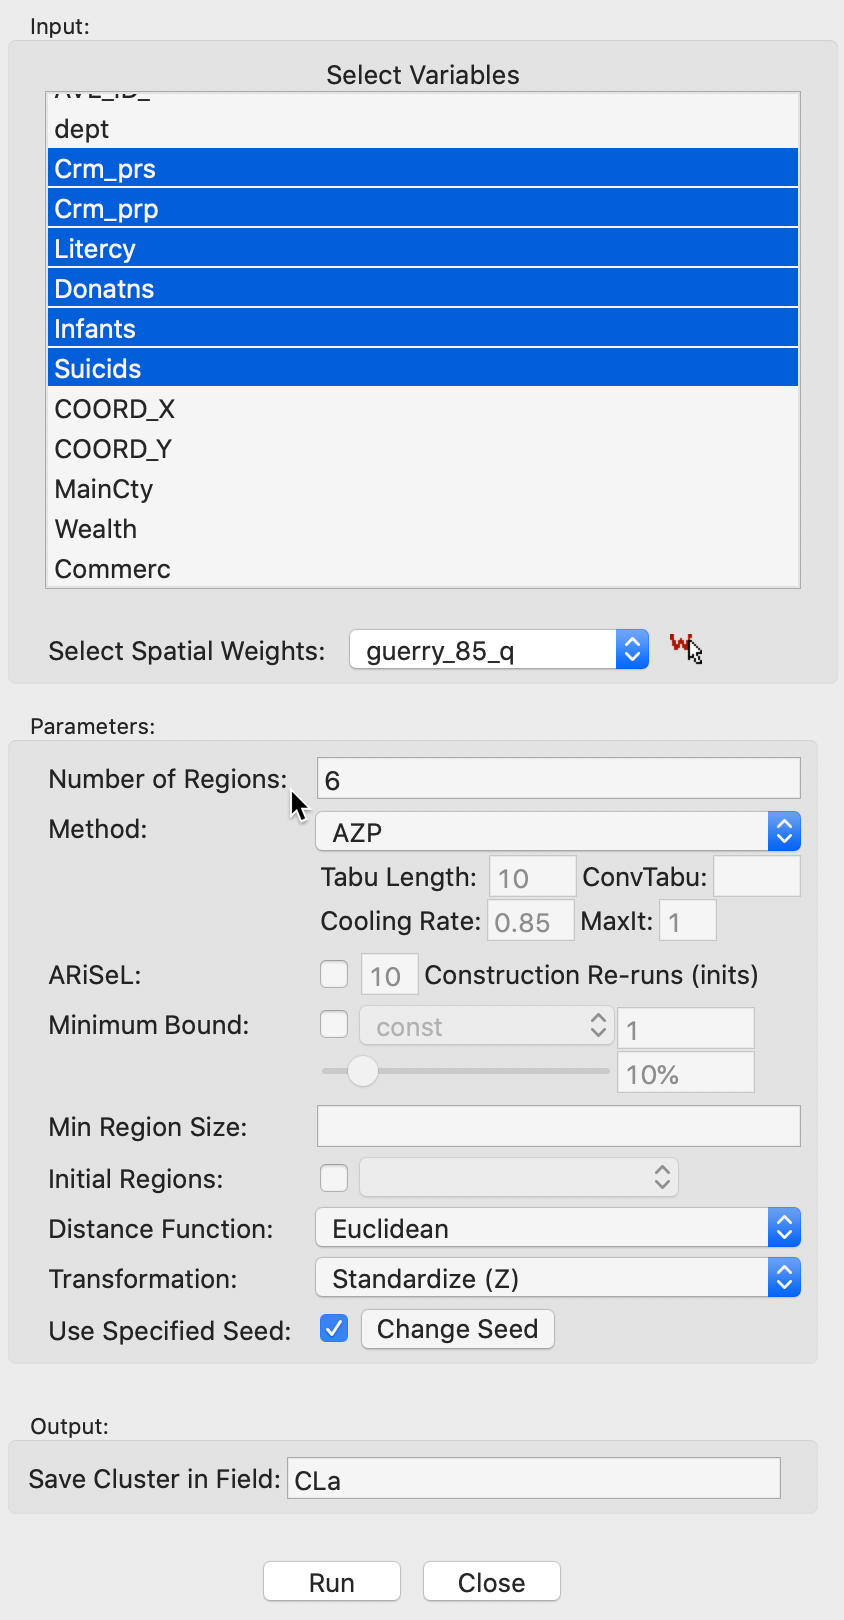 Input:
Select Variables
dept
Crm_prs
Crm_prp
Litercy
Donatns
Infants
Suicids
COORD_X
COORD_Y
MainCty
Wealth
Commerc
Select Spatial Weights: guerry_85_q
Parameters:
Number of Regions: 6
Method: AZP
Tabu Length: 10 ConvTabu:
Cooling Rate: 0.85 MaxIt: 1
ARiSeL: 10 Construction Re-runs (inits)
Minimum Bound: const 1
10%
Min Region Size:
Initial Regions:
Distance Function: Euclidean
Transformation: Standardize (Z)
Use Specified Seed: Change Seed
Output:
Save Cluster in Field: CLa
Run Close